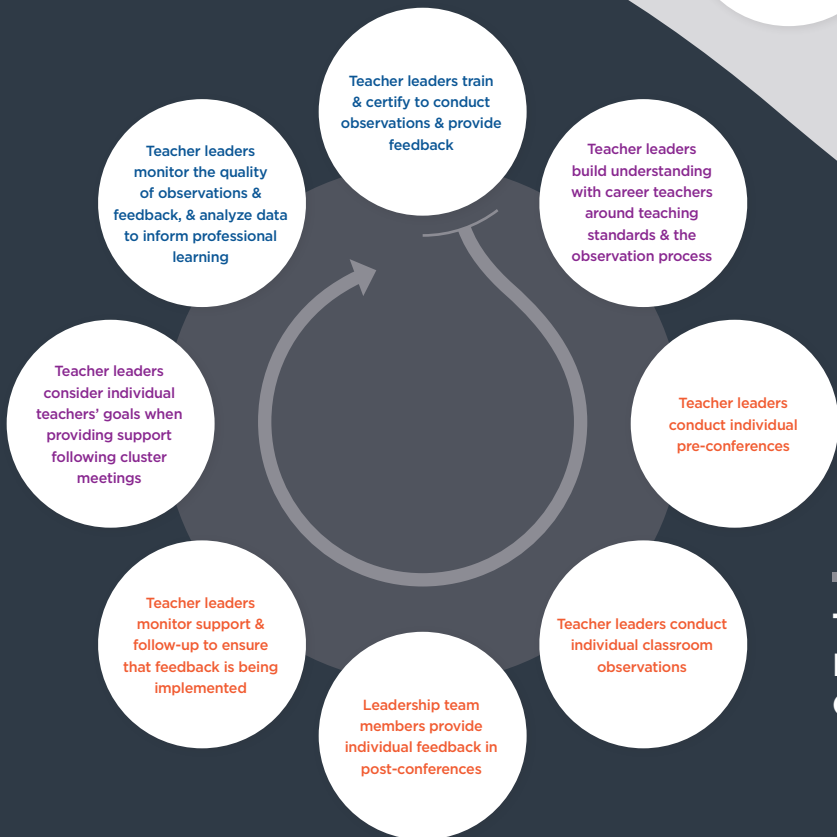 Teacher leaders train
& certify to conduct
observations & provide
feedback
Teacher leaders
build understanding
with career teachers
around teaching
standards & the
observation process
Teacher leaders
conduct individual
pre-conferences
Teacher leaders conduct
individual classroom
observations
Leadership team
members provide
individual feedback in
post-conferences
Teacher leaders
monitor support &
follow-up to ensure
that feedback is being
implemented
Teacher leaders
consider individual
teachers’ goals when
providing support
following cluster
meetings
Teacher leaders
monitor the quality
of observations &
feedback, & analyze data
to inform professional
learning